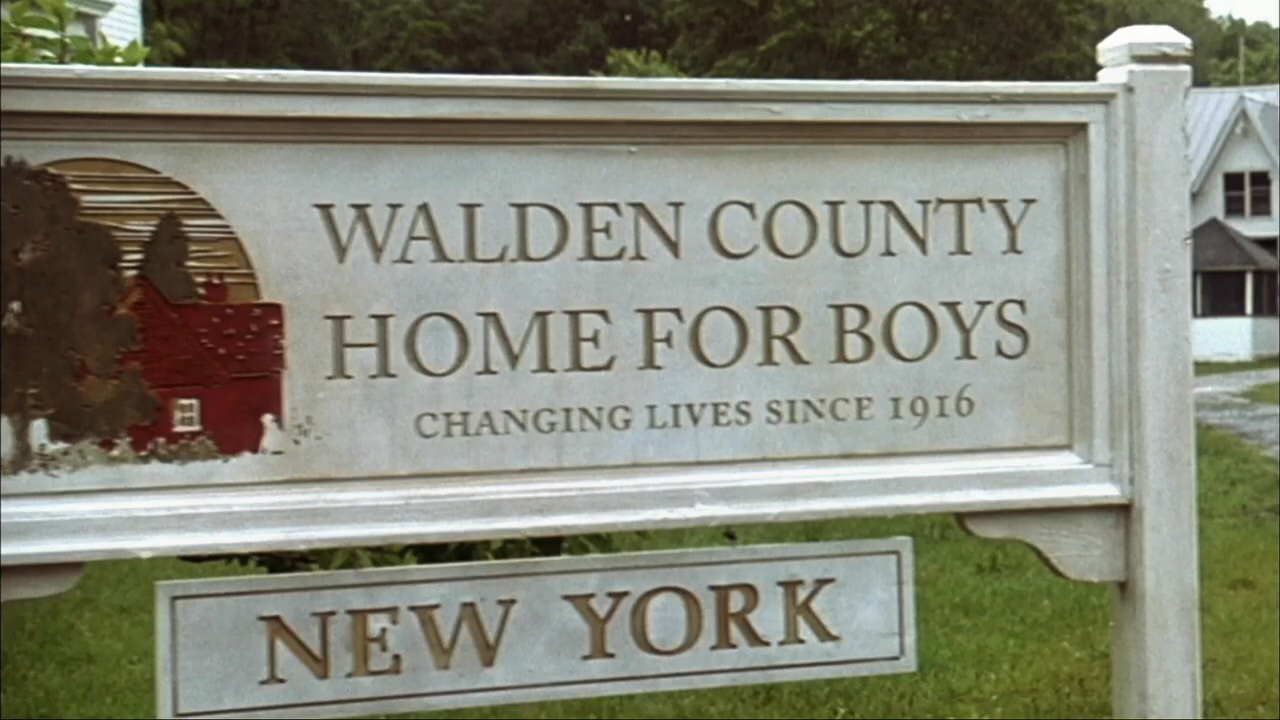 WALDEN COUNTY
HOME FOR BOYS
CHANGING LIVES SINCE 1916
NEW YORK